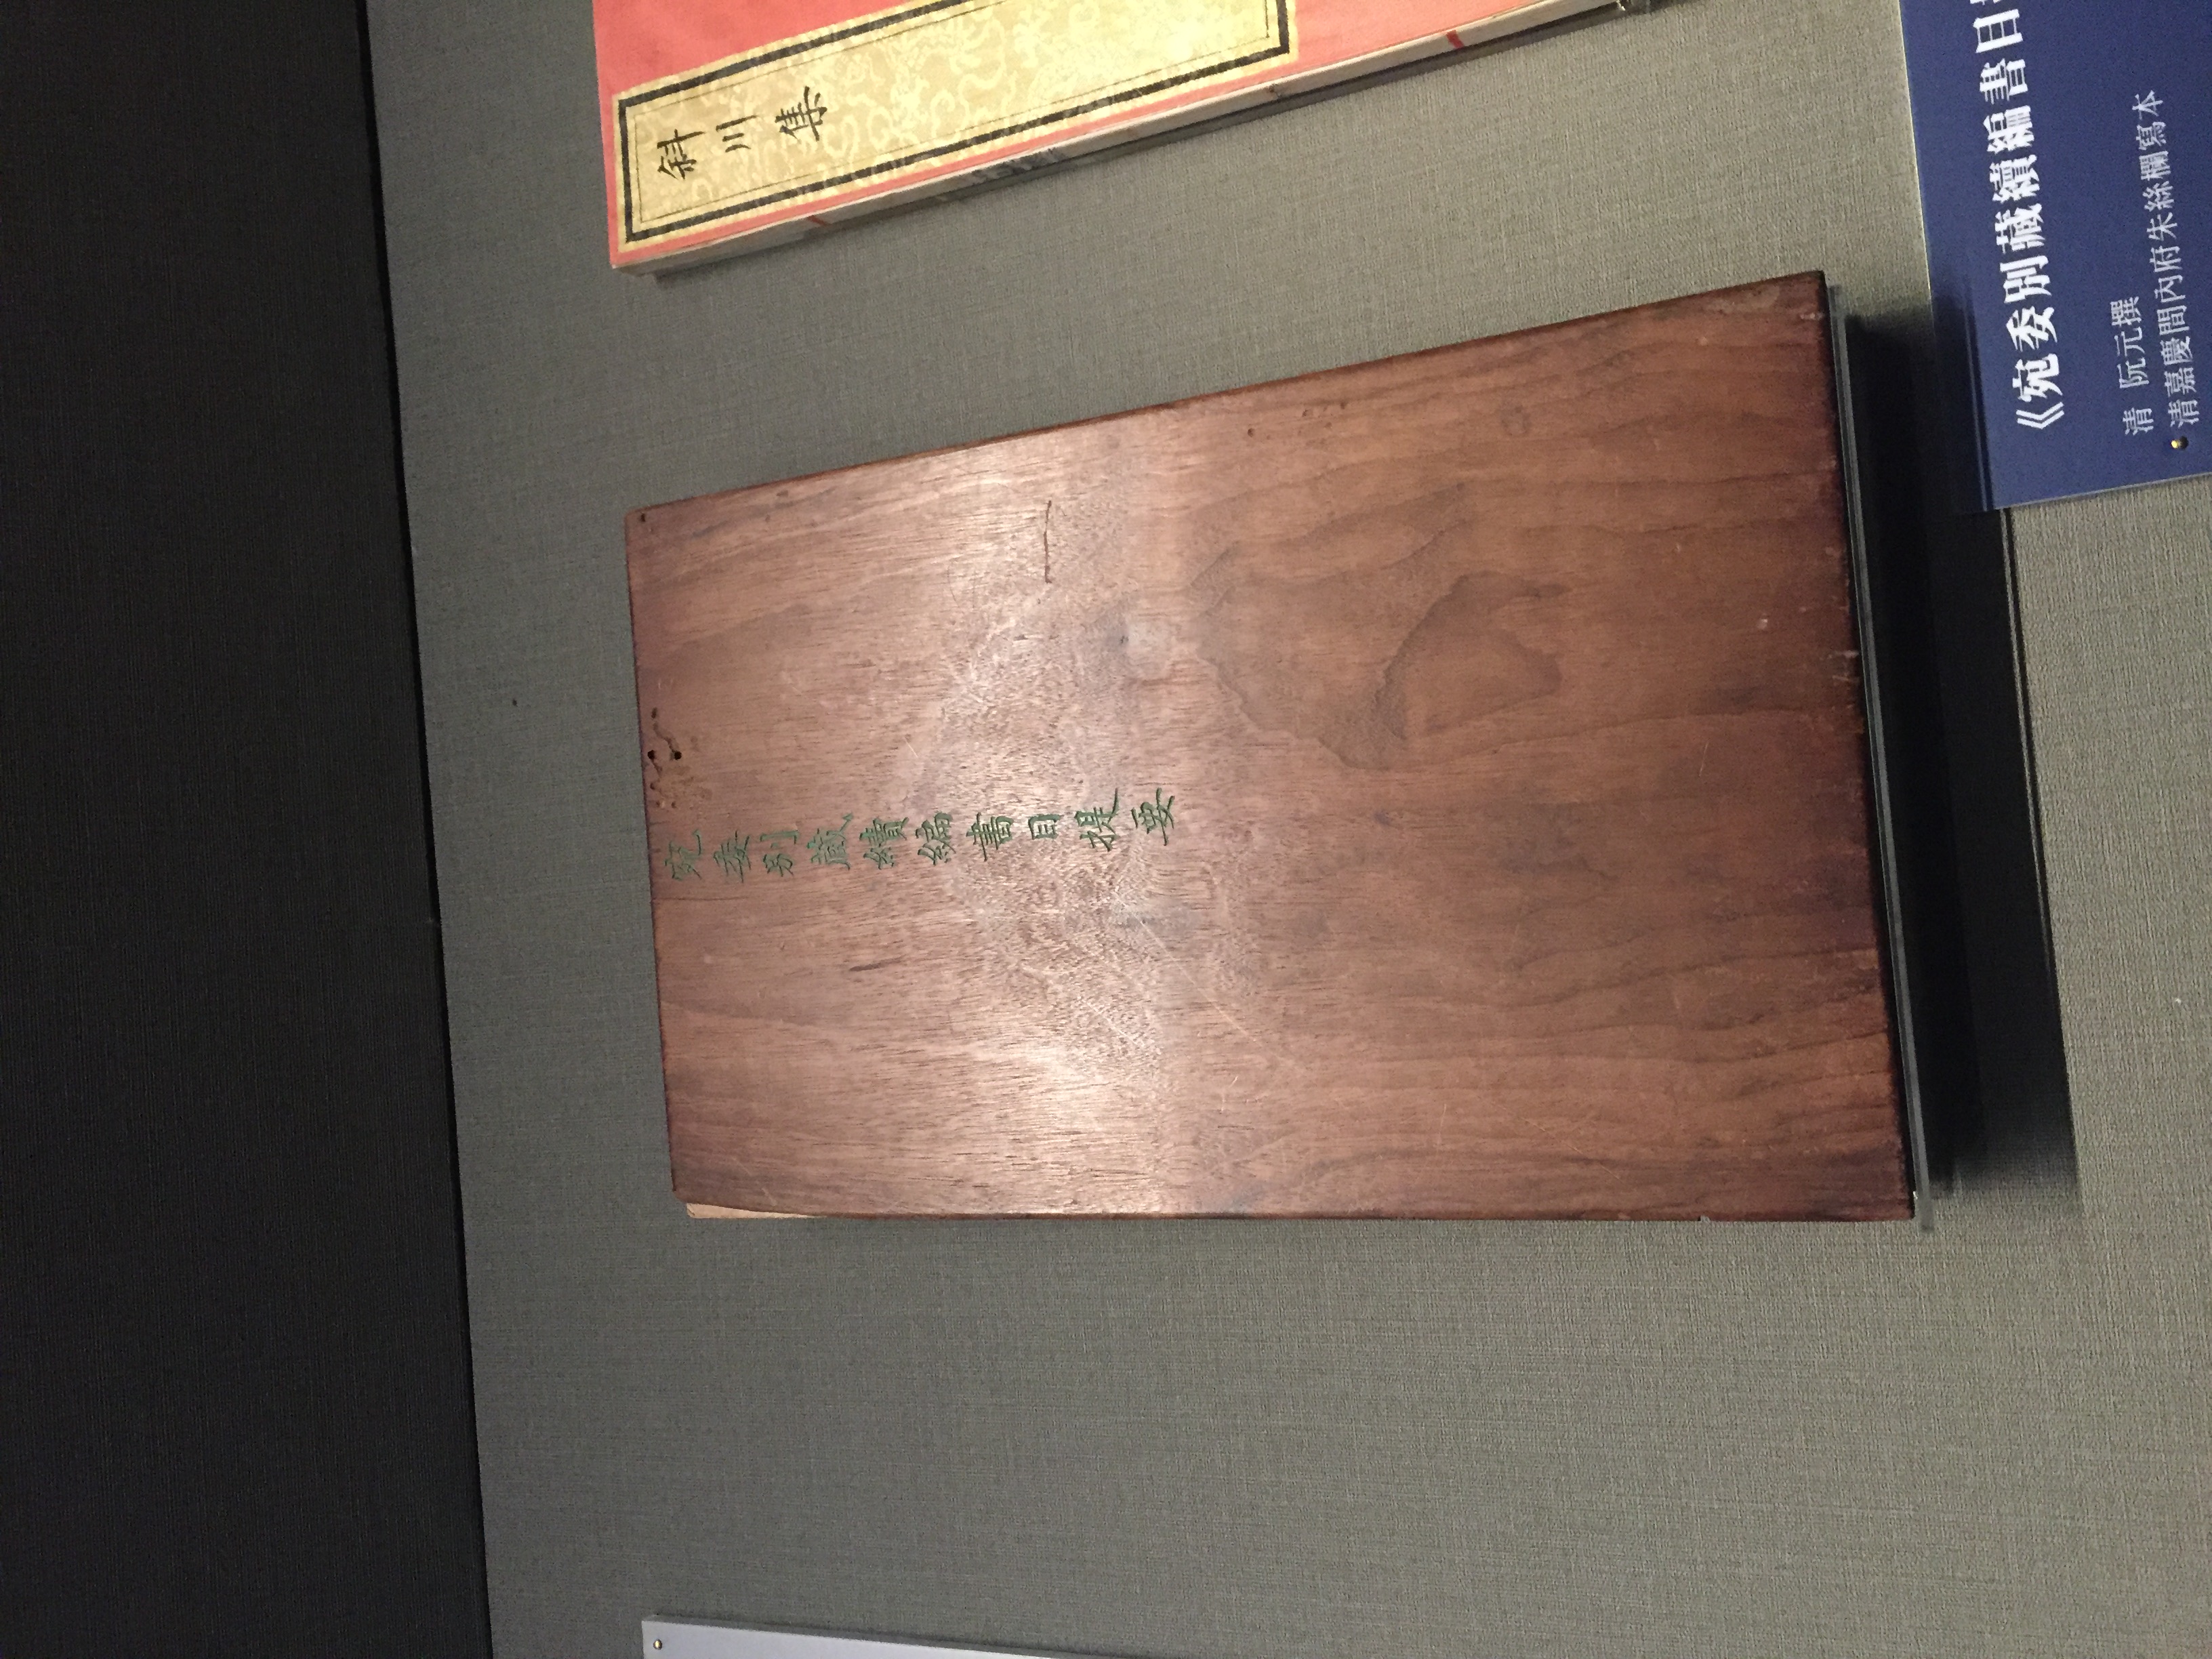 宛委別藏續編書目提要
斜川集
《宛委別藏續編書目
清 阮元撰
清嘉慶間內府朱絲欄寫本